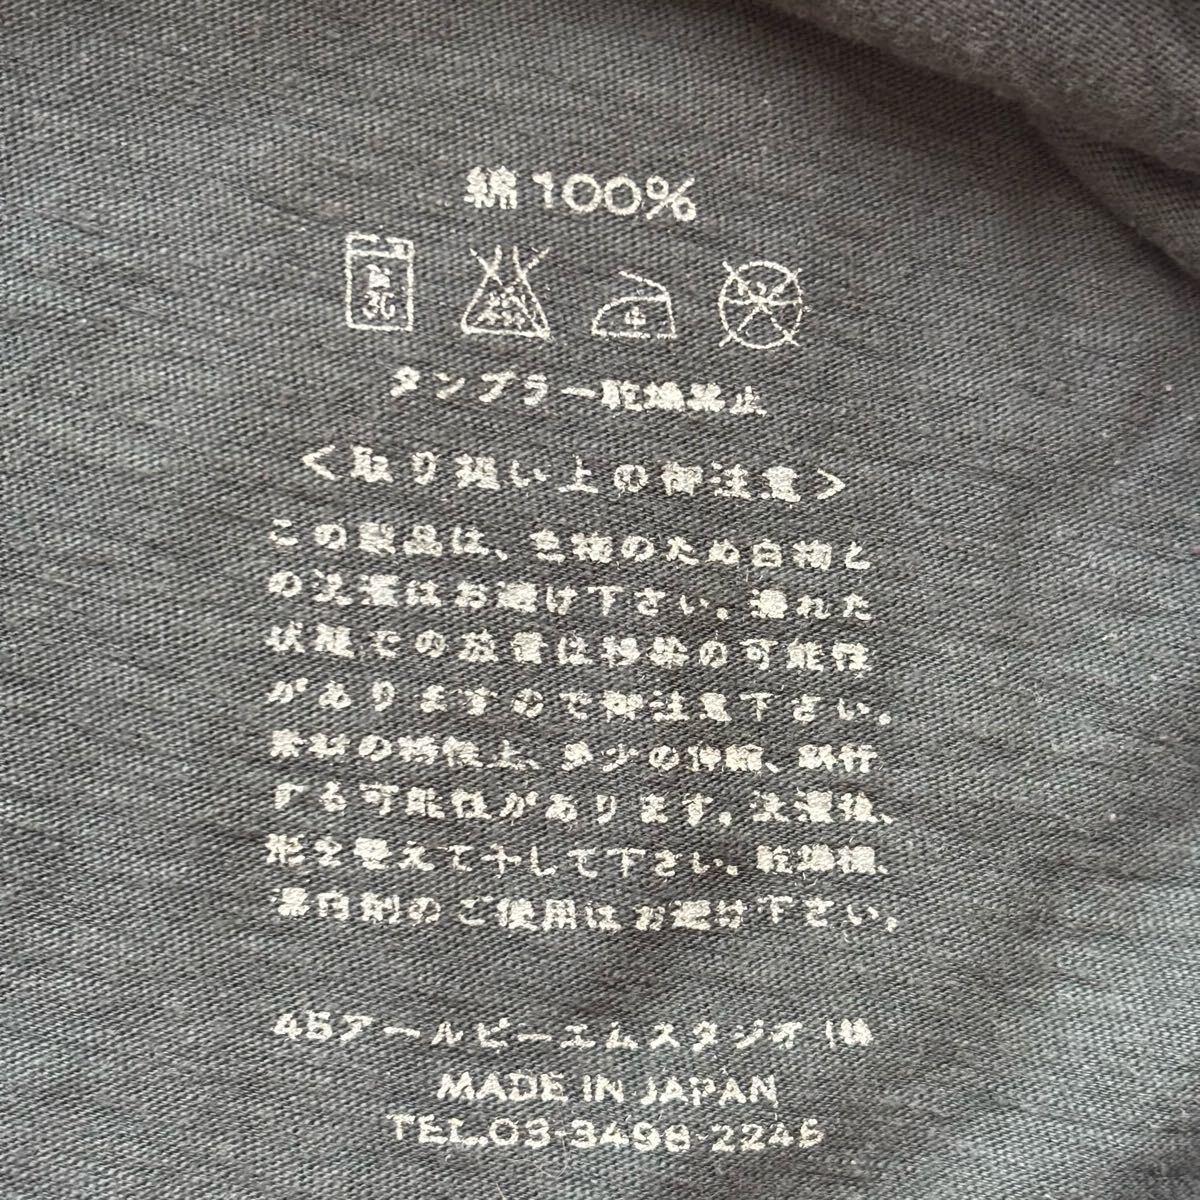 綿100%
中
タンブラー乾燥禁止
<取り扱い上の御注意>
この製品は、色物のため白物と
の洗濯はお避け下さい。濡れた
状態での放置は移染の可能性
がありますので御注意下さい。
素材の特性上、多少の伸縮、斜行
する可能性があります。洗濯後、
形を整えて干して下さい。乾燥機、
漂白剤のご使用はお避け下さい。
45アールピーエムスタジオ(株
MADE IN JAPAN
TEL.03-3498-2245